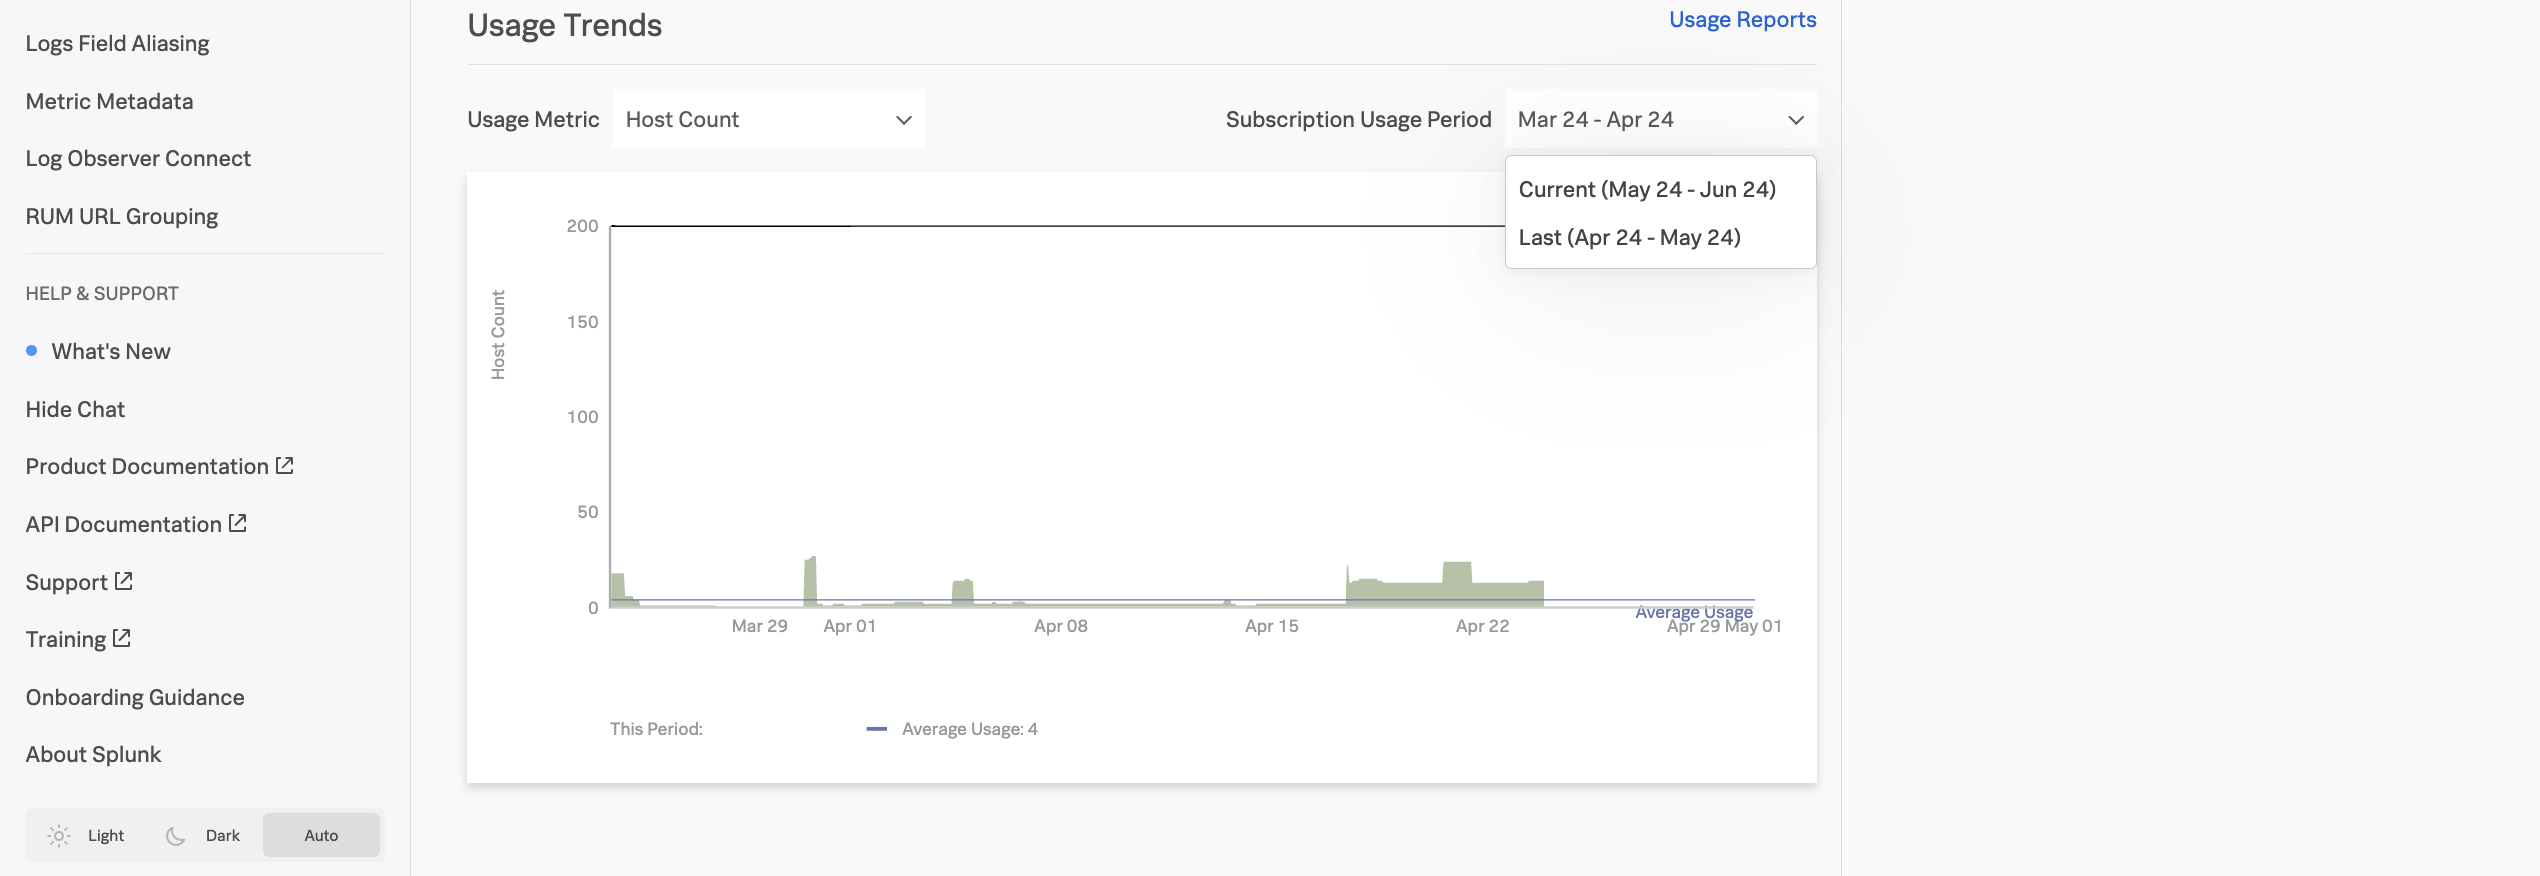 Logs Field Aliasing
Metric Metadata
Log Observer Connect
RUM URL Grouping
HELP & SUPPORT
What's New
Hide Chat
Product Documentation
API Documentation
Support
Training
Onboarding Guidance
About Splunk
Light Dark Auto
Usage Trends
Usage Reports
Usage Metric Host Count
Subscription Usage Period Mar 24 - Apr 24
Current (May 24 - Jun 24)
Last (Apr 24 - May 24)
Host Count
200
150
100
50
0
Average Usage
Mar 29 Apr 01 Apr 08 Apr 15 Apr 22 Apr 29 May 01
This Period: Average Usage: 4